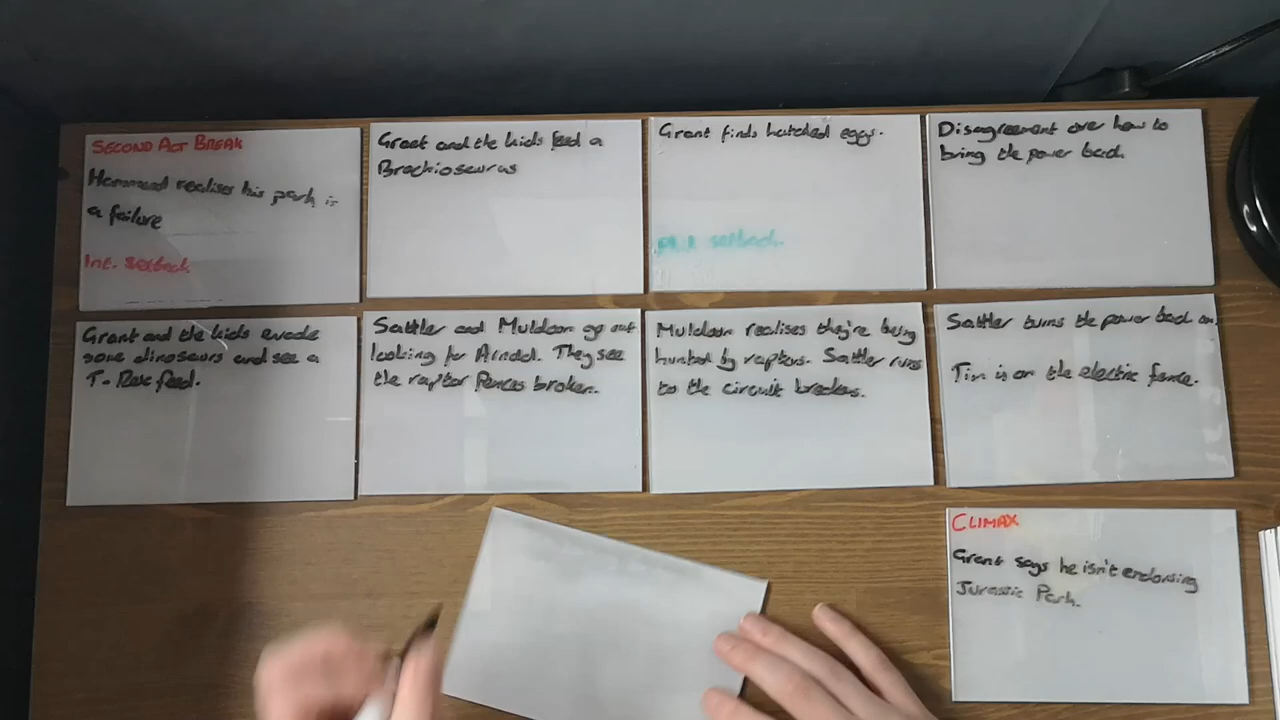 SECOND ACT BREAK
Hammond realises his park is
a failure
Int. setback
Grant and the kids feed a
Brachiosaurus
Grant finds hatched eggs.
setback.
Disagreement over how to
bring the power back.
Grant and the kids evade
some dinosaurs and see a
T-Rex feed.
Sattler and Muldoon go out
looking for Arnold. They see
the raptor fences broken.
Muldoon realises they're being
hunted by raptors. Sattler runs
to the circuit breakers.
Sattler turns the power back on.
Tim is on the electric fence.
CLIMAX
Grant says he isn't endorsing
Jurassic Park.